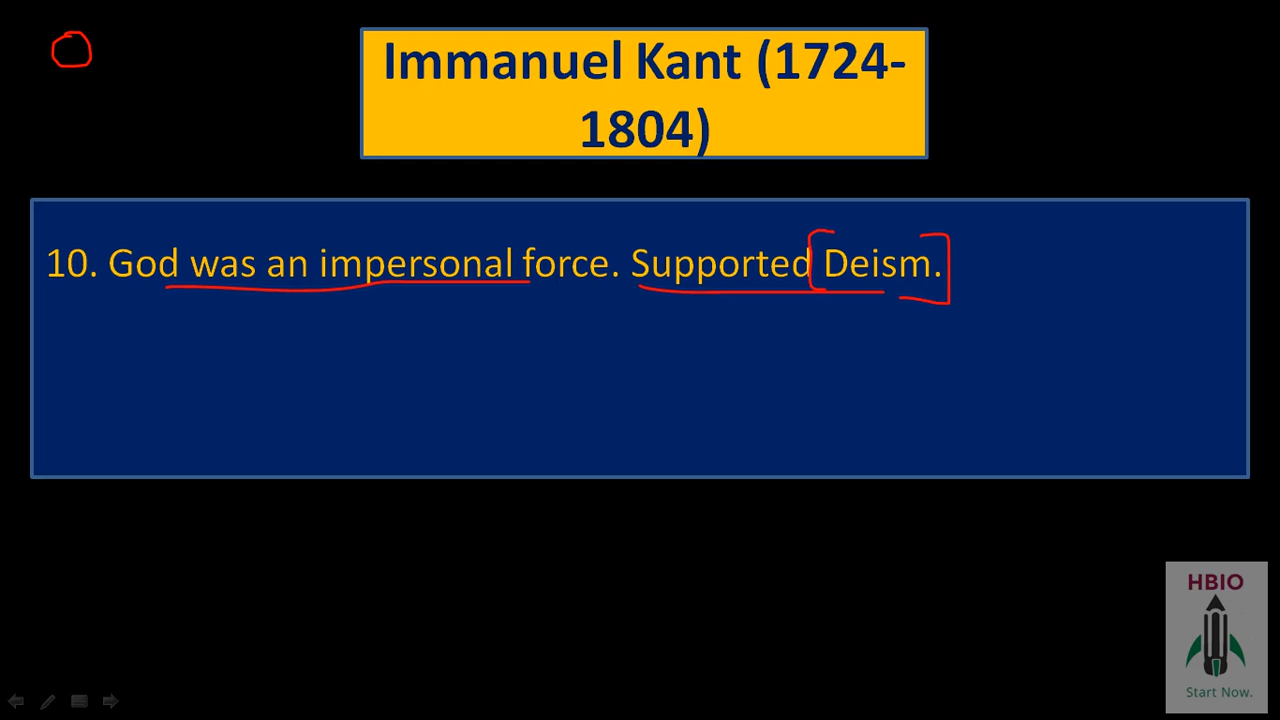 Immanuel Kant (1724-
1804)
10. God was an impersonal force. Supported Deism.
HBIO
Start Now.